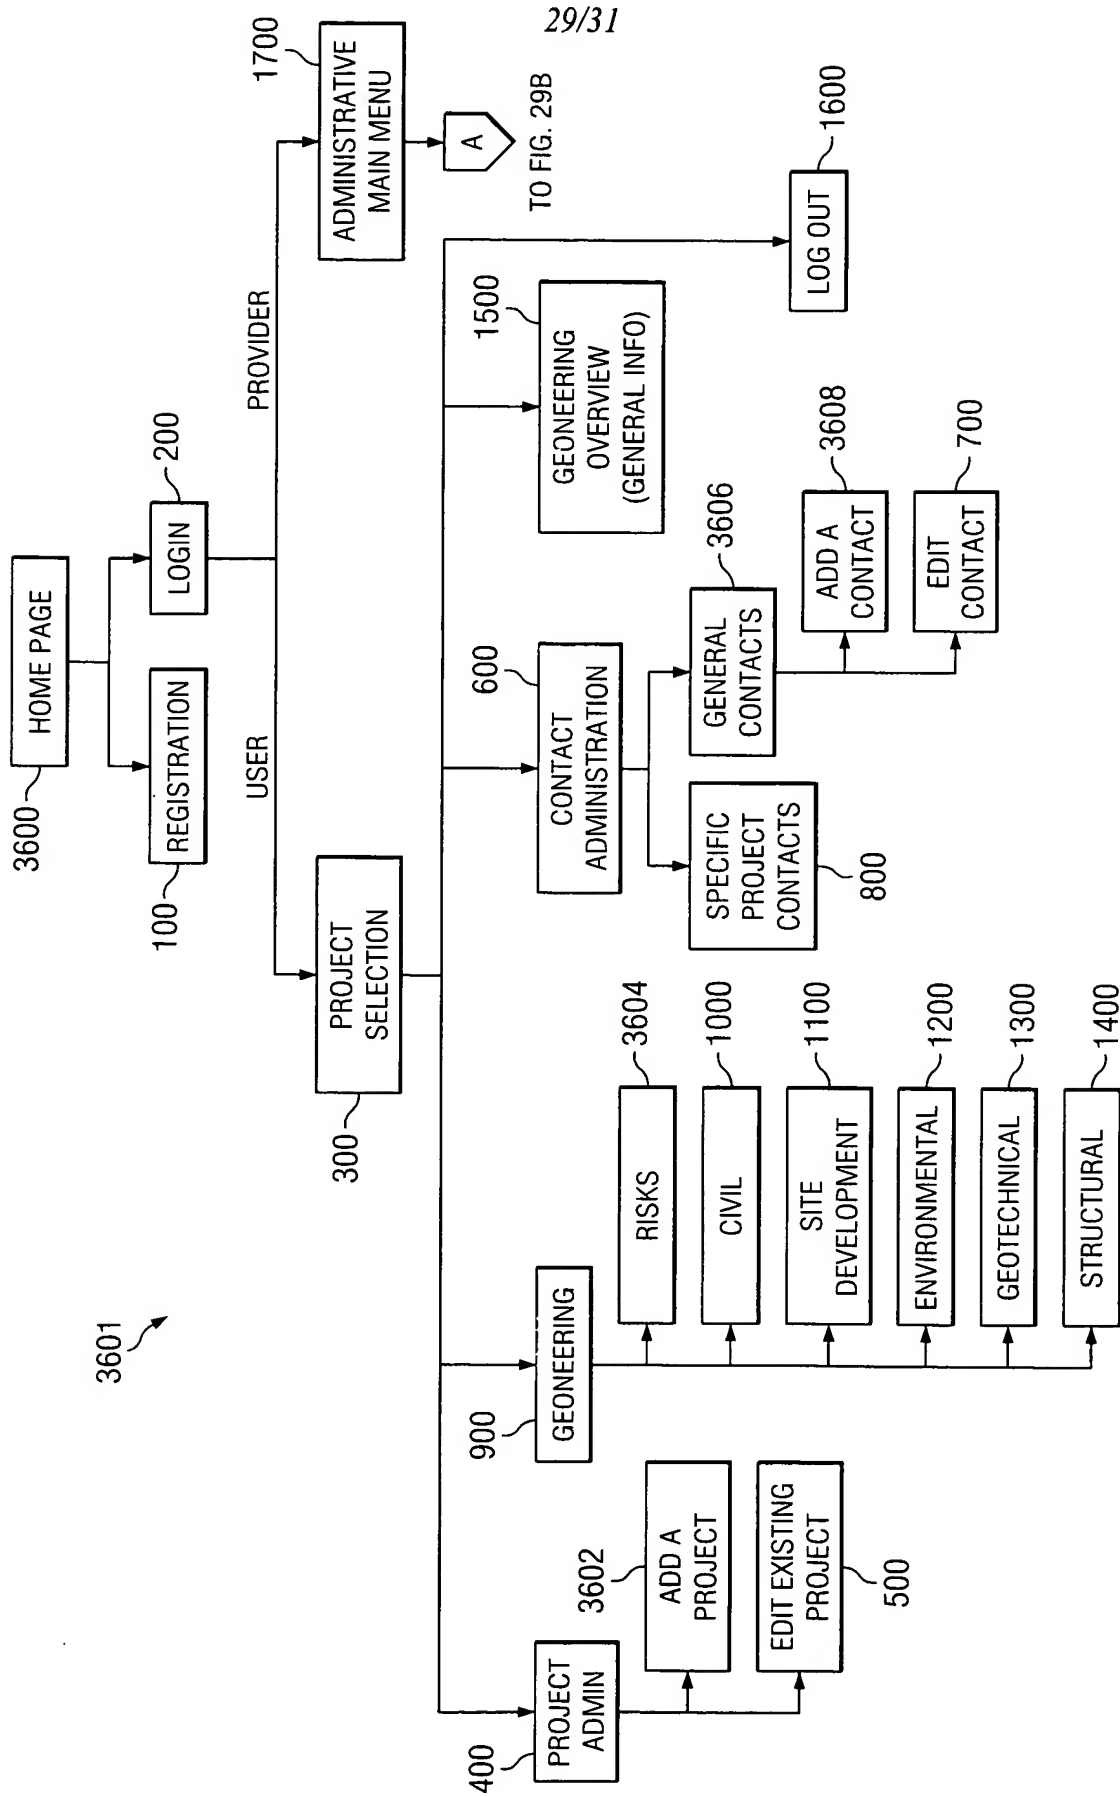 29/31
3601
3600
HOME PAGE
100
REGISTRATION
200
LOGIN
USER
PROVIDER
300
PROJECT
SELECTION
1700
ADMINISTRATIVE
MAIN MENU
A
TO FIG. 29B
400
PROJECT
ADMIN
3602
ADD A
PROJECT
EDIT EXISTING
PROJECT
500
900
GEONEERING
RISKS
3604
CIVIL
1000
SITE
DEVELOPMENT
1100
ENVIRONMENTAL
1200
GEOTECHNICAL
1300
STRUCTURAL
1400
600
CONTACT
ADMINISTRATION
SPECIFIC
PROJECT
CONTACTS
800
GENERAL
CONTACTS
3606
ADD A
CONTACT
3608
EDIT
CONTACT
700
1500
GEONEERING
OVERVIEW
(GENERAL INFO)
LOG OUT
1600